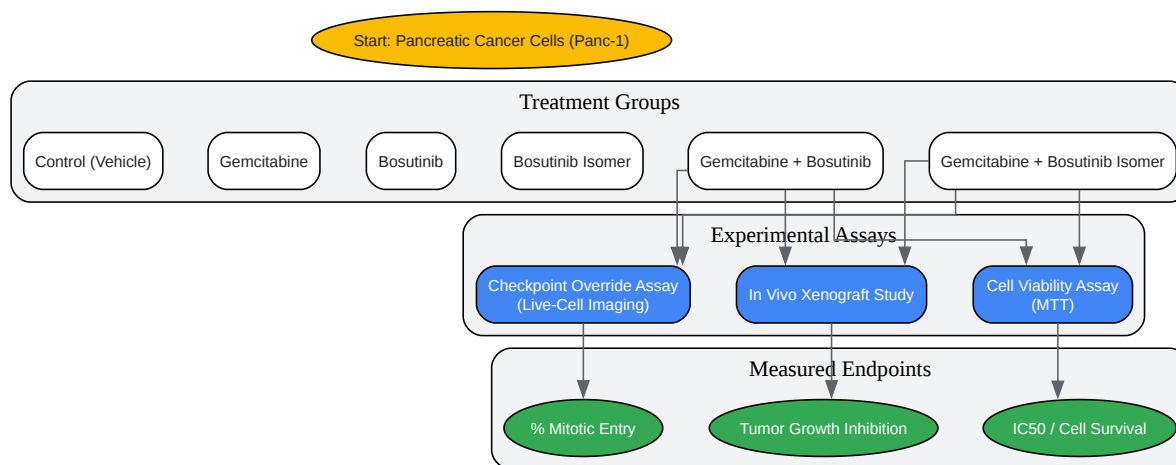 Start: Pancreatic Cancer Cells (Panc-1)
Treatment Groups
Control (Vehicle)
Gemcitabine
Bosutinib
Bosutinib Isomer
Gemcitabine + Bosutinib
Gemcitabine + Bosutinib Isomer
Experimental Assays
Checkpoint Override Assay
(Live-Cell Imaging)
In Vivo Xenograft Study
Cell Viability Assay
(MTT)
Measured Endpoints
% Mitotic Entry
Tumor Growth Inhibition
IC50 / Cell Survival